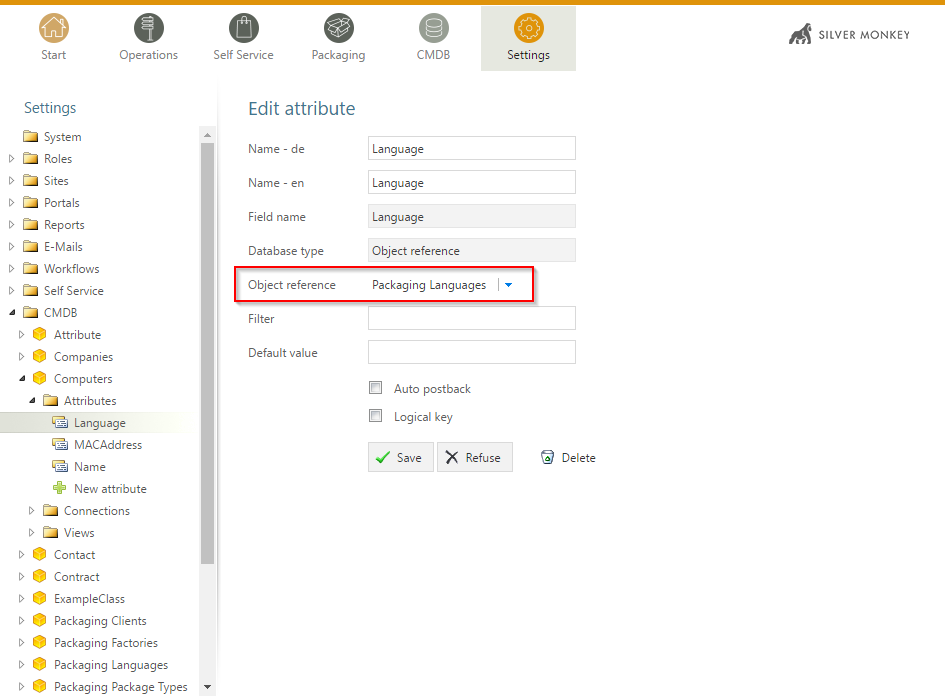 Start
Operations
Self Service
Packaging
CMDB
Settings
SILVER MONKEY
Settings
System
Roles
Sites
Portals
Reports
E-Mails
Workflows
Self Service
CMDB
Attribute
Companies
Computers
Attributes
Language
MACAddress
Name
New attribute
Connections
Views
Contact
Contract
ExampleClass
Packaging Clients
Packaging Factories
Packaging Languages
Packaging Package Types
Edit attribute
Name - de Language
Name - en Language
Field name Language
Database type Object reference
Object reference Packaging Languages
Filter
Default value
Auto postback
Logical key
Save Refuse Delete